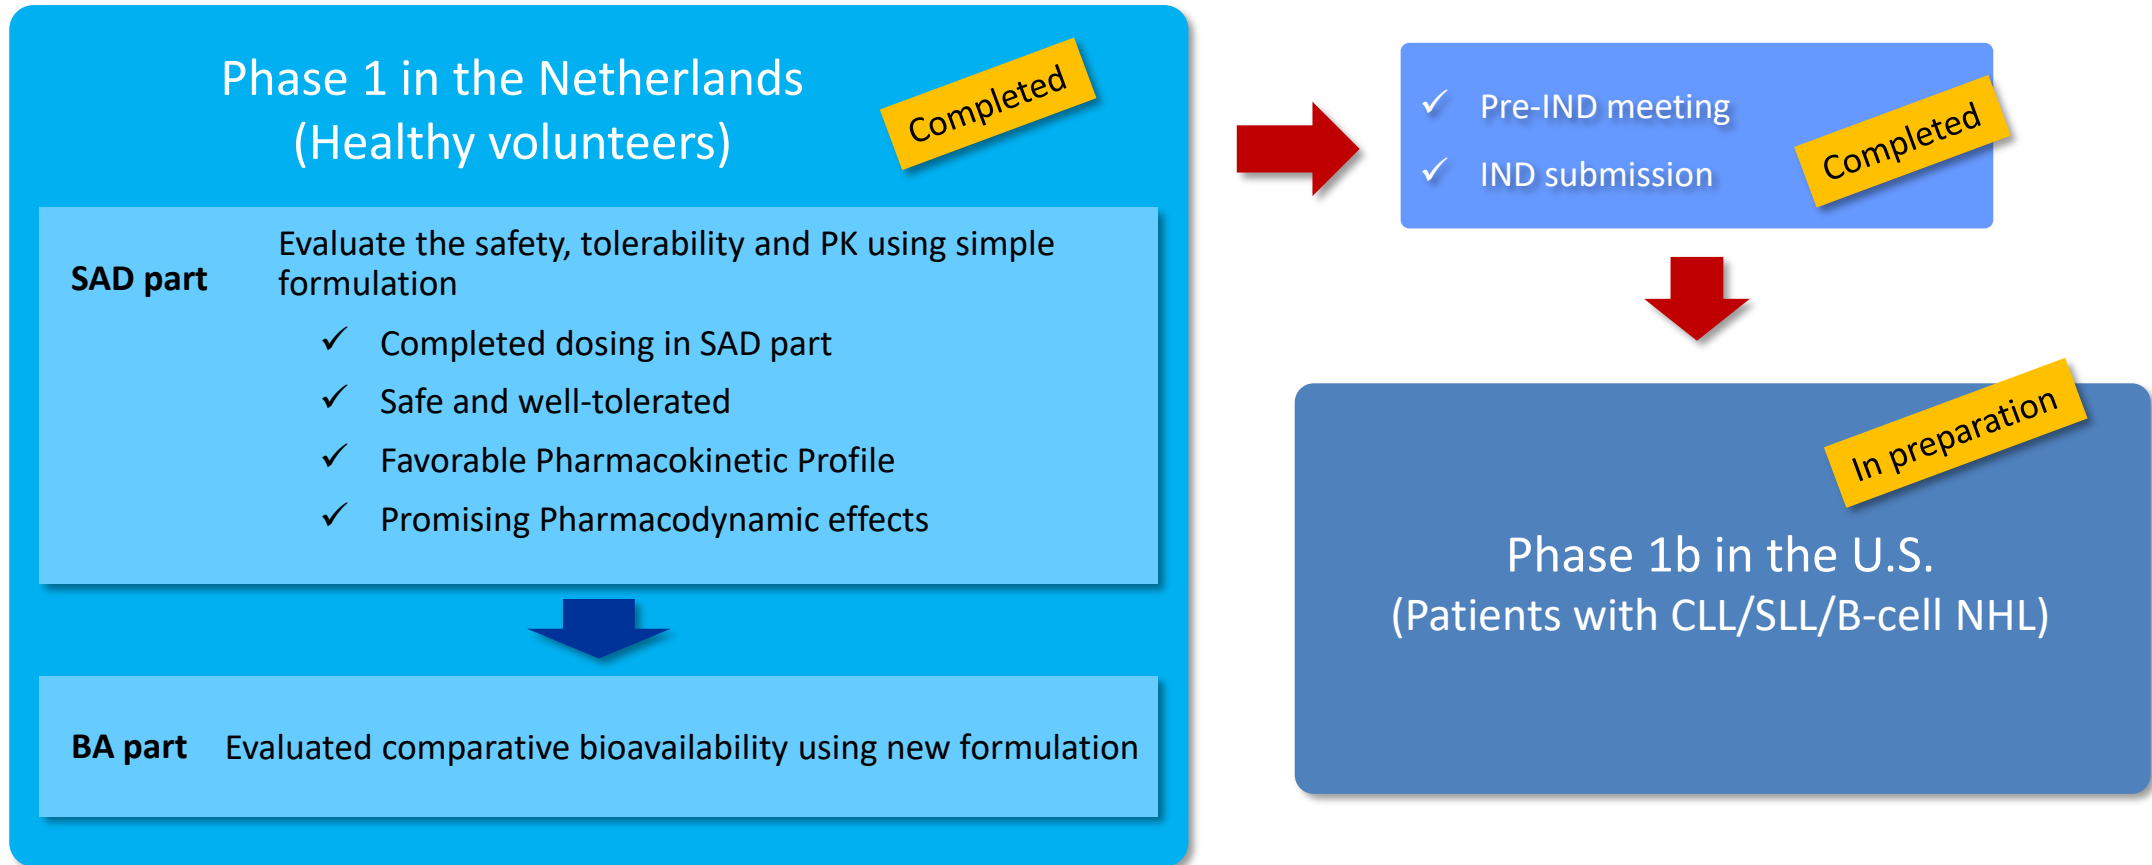 Phase 1 in the Netherlands
(Healthy volunteers)
Completed
SAD part
Evaluate the safety, tolerability and PK using simple
formulation
✓ Completed dosing in SAD part
✓ Safe and well-tolerated
✓ Favorable Pharmacokinetic Profile
✓ Promising Pharmacodynamic effects
BA part
Evaluated comparative bioavailability using new formulation
✓ Pre-IND meeting
✓ IND submission
Completed
In preparation
Phase 1b in the U.S.
(Patients with CLL/SLL/B-cell NHL)